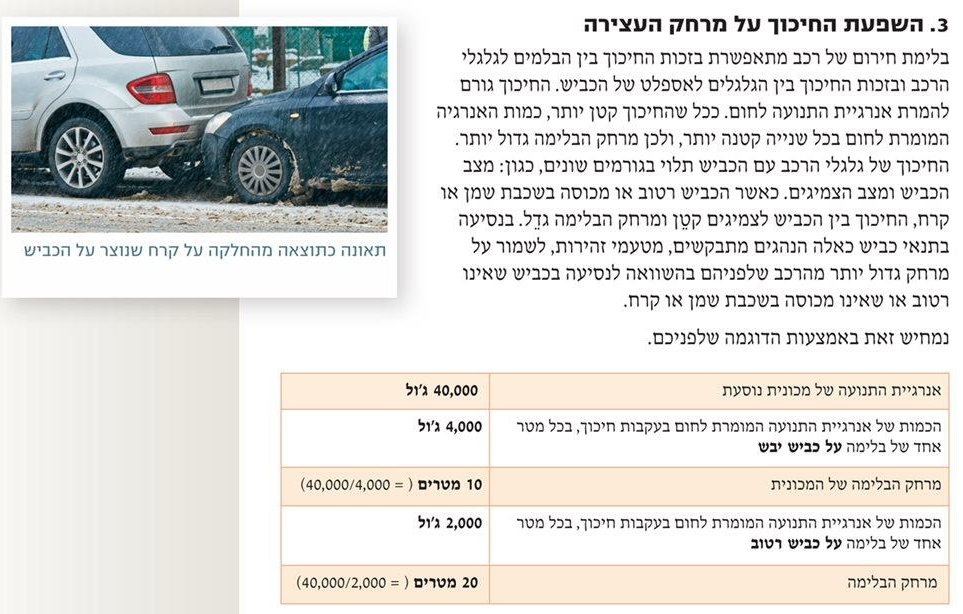 3. השפעת החיכוך על מרחק העצירה
בלימת חירום של רכב מתאפשרת בזכות החיכוך בין הבלמים לגלגלי
הרכב ובזכות החיכוך בין הגלגלים לאספלט של הכביש. החיכוך גורם
להמרת אנרגיית התנועה לחום. ככל שהחיכוך קטן יותר, כמות האנרגיה
המומרת לחום בכל שנייה קטנה יותר, ולכן מרחק הבלימה גדול יותר.
החיכוך של גלגלי הרכב עם הכביש תלוי בגורמים שונים, כגון: מצב
הכביש ומצב הצמיגים. כאשר הכביש רטוב או מכוסה בשכבת שמן או
קרח, החיכוך בין הכביש לצמיגים קטֵן ומרחק הבלימה גדֵל. בנסיעה
בתנאי כביש כאלה הנהגים מתבקשים, מטעמי זהירות, לשמור על
מרחק גדול יותר מהרכב שלפניהם בהשוואה לנסיעה בכביש שאינו
רטוב או שאינו מכוסה בשכבת שמן או קרח.
נמחיש זאת באמצעות הדוגמה שלפניכם.
תאונה כתוצאה מהחלקה על קרח שנוצר על הכביש
אנרגיית התנועה של מכונית נוסעת 40,000 ג'ול
הכמות של אנרגיית התנועה המומרת לחום בעקבות חיכוך, בכל מטר 4,000 ג'ול
אחד של בלימה על כביש יבש
מרחק הבלימה של המכונית 10 מטרים ( = 40,000/4,000)
הכמות של אנרגיית התנועה המומרת לחום בעקבות חיכוך, בכל מטר 2,000 ג'ול
אחד של בלימה על כביש רטוב
מרחק הבלימה 20 מטרים ( = 40,000/2,000)